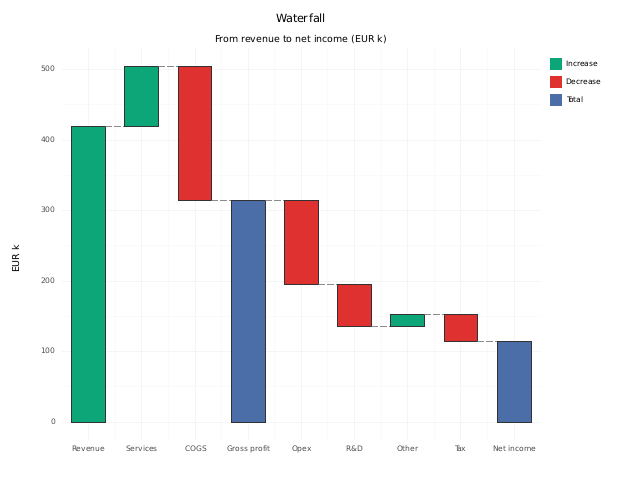 Waterfall
From revenue to net income (EUR k)
Increase
Decrease
Total
EUR k
500
400
300
200
100
0
Revenue Services COGS Gross profit Opex R&D Other Tax Net income